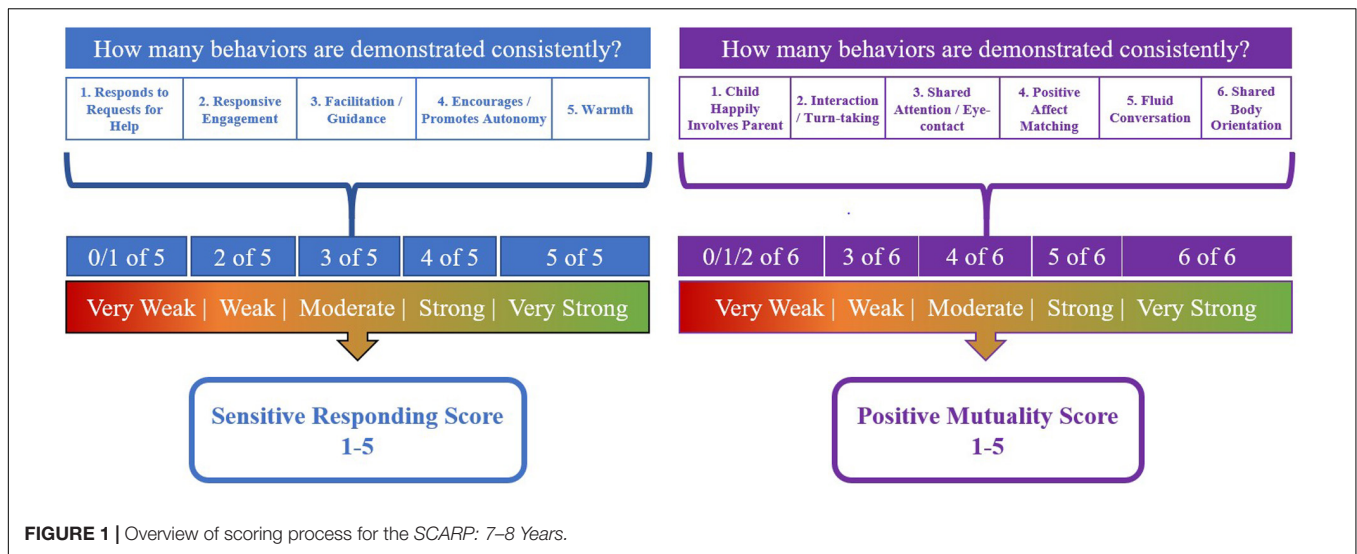 How many behaviors are demonstrated consistently?
1. Responds to
Requests for
Help
2. Responsive
Engagement
3. Facilitation /
Guidance
4. Encourages /
Promotes Autonomy
5. Warmth
0/1 of 5
2 of 5
3 of 5
4 of 5
5 of 5
Very Weak | Weak | Moderate | Strong | Very Strong
Sensitive Responding Score
1-5
How many behaviors are demonstrated consistently?
1. Child
Happily
Involves Parent
2. Interaction
/ Turn-taking
3. Shared
Attention / Eye-
contact
4. Positive
Affect
Matching
5. Fluid
Conversation
6. Shared
Body
Orientation
0/1/2 of 6
3 of 6
4 of 6
5 of 6
6 of 6
Very Weak | Weak | Moderate | Strong | Very Strong
Positive Mutuality Score
1-5
FIGURE 1 | Overview of scoring process for the SCARP: 7–8 Years.